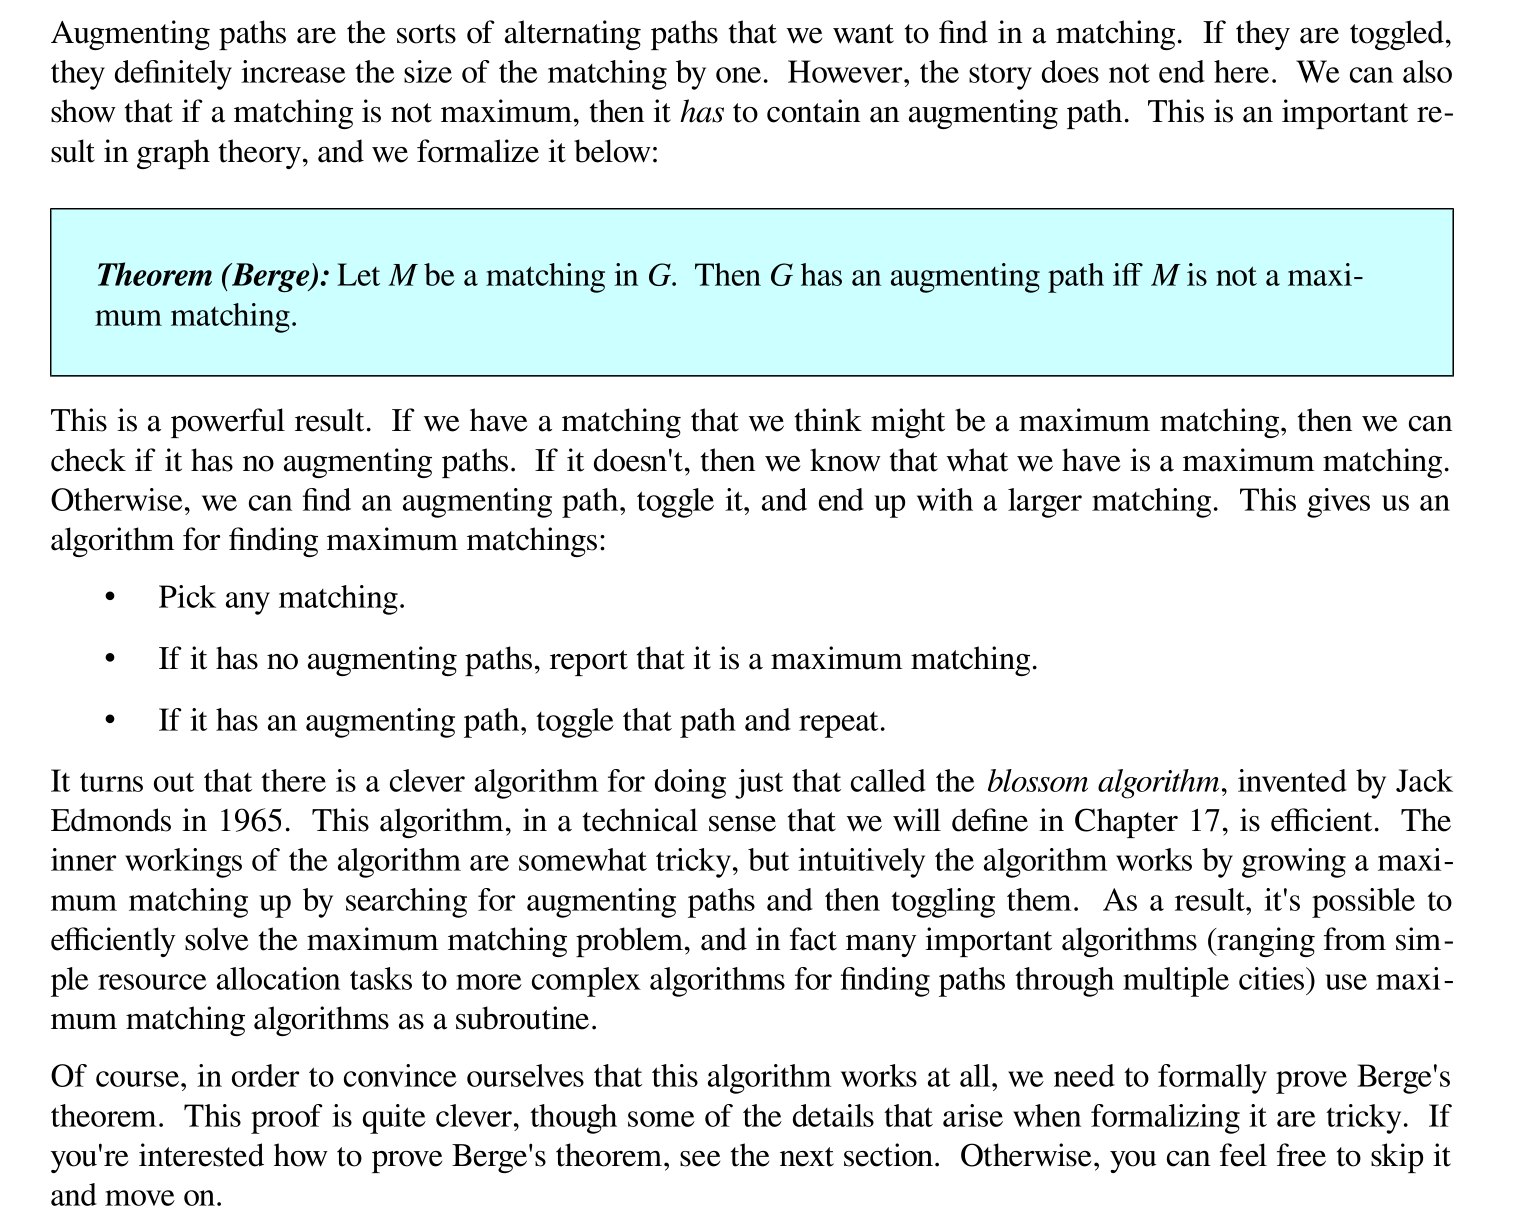 Augmenting paths are the sorts of alternating paths that we want to find in a matching. If they are toggled,
they definitely increase the size of the matching by one. However, the story does not end here. We can also
show that if a matching is not maximum, then it has to contain an augmenting path. This is an important re-
sult in graph theory, and we formalize it below:
Theorem (Berge): Let M be a matching in G. Then G has an augmenting path iff M is not a maxi-
mum matching.
This is a powerful result. If we have a matching that we think might be a maximum matching, then we can
check if it has no augmenting paths. If it doesn't, then we know that what we have is a maximum matching.
Otherwise, we can find an augmenting path, toggle it, and end up with a larger matching. This gives us an
algorithm for finding maximum matchings:
• Pick any matching.
• If it has no augmenting paths, report that it is a maximum matching.
• If it has an augmenting path, toggle that path and repeat.
It turns out that there is a clever algorithm for doing just that called the blossom algorithm, invented by Jack
Edmonds in 1965. This algorithm, in a technical sense that we will define in Chapter 17, is efficient. The
inner workings of the algorithm are somewhat tricky, but intuitively the algorithm works by growing a maxi-
mum matching up by searching for augmenting paths and then toggling them. As a result, it's possible to
efficiently solve the maximum matching problem, and in fact many important algorithms (ranging from sim-
ple resource allocation tasks to more complex algorithms for finding paths through multiple cities) use maxi-
mum matching algorithms as a subroutine.
Of course, in order to convince ourselves that this algorithm works at all, we need to formally prove Berge's
theorem. This proof is quite clever, though some of the details that arise when formalizing it are tricky. If
you're interested how to prove Berge's theorem, see the next section. Otherwise, you can feel free to skip it
and move on.